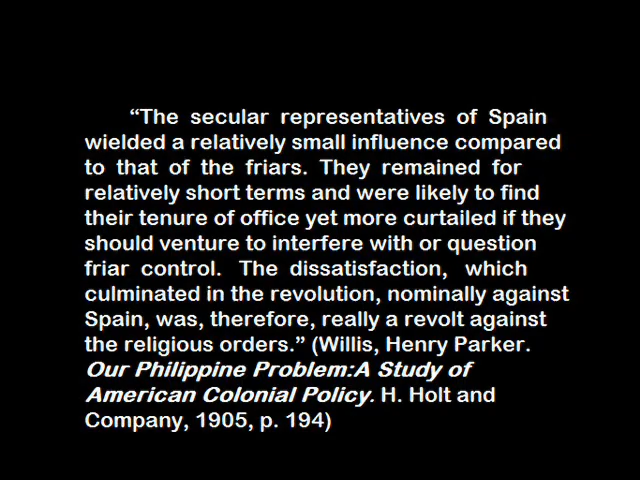 “The secular representatives of Spain
wielded a relatively small influence compared
to that of the friars. They remained for
relatively short terms and were likely to find
their tenure of office yet more curtailed if they
should venture to interfere with or question
friar control. The dissatisfaction, which
culminated in the revolution, nominally against
Spain, was, therefore, really a revolt against
the religious orders.” (Willis, Henry Parker.
Our Philippine Problem:A Study of
American Colonial Policy. H. Holt and
Company, 1905, p. 194)